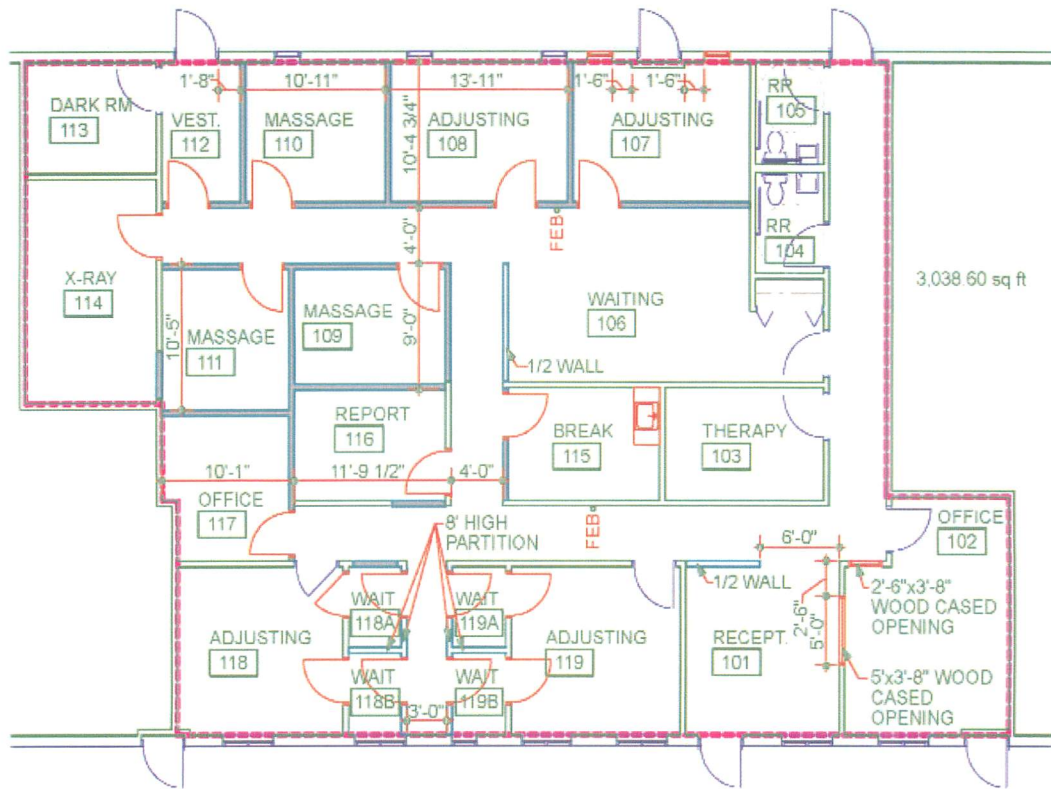 1'-8"
10'-11"
13'-11"
1'-6"
1'-6"
DARK RM
113
VEST.
112
MASSAGE
110
10'-4 3/4"
ADJUSTING
108
ADJUSTING
107
RR
105
RR
104
4'-0"
FEB
X-RAY
114
10'-5"
MASSAGE
111
MASSAGE
109
9'-0"
WAITING
106
1/2 WALL
3,038.60 sq ft
REPORT
116
BREAK
115
THERAPY
103
10'-1"
11'-9 1/2"
4'-0"
OFFICE
117
8' HIGH
PARTITION
FEB
6'-0"
OFFICE
102
1/2 WALL
2'-6"x3'-8"
WOOD CASED
OPENING
WAIT
118A
WAIT
119A
ADJUSTING
118
ADJUSTING
119
RECEPT.
101
2'-6"
5'-0"
WAIT
118B
WAIT
119B
3'-0"
5'x3'-8" WOOD
CASED
OPENING